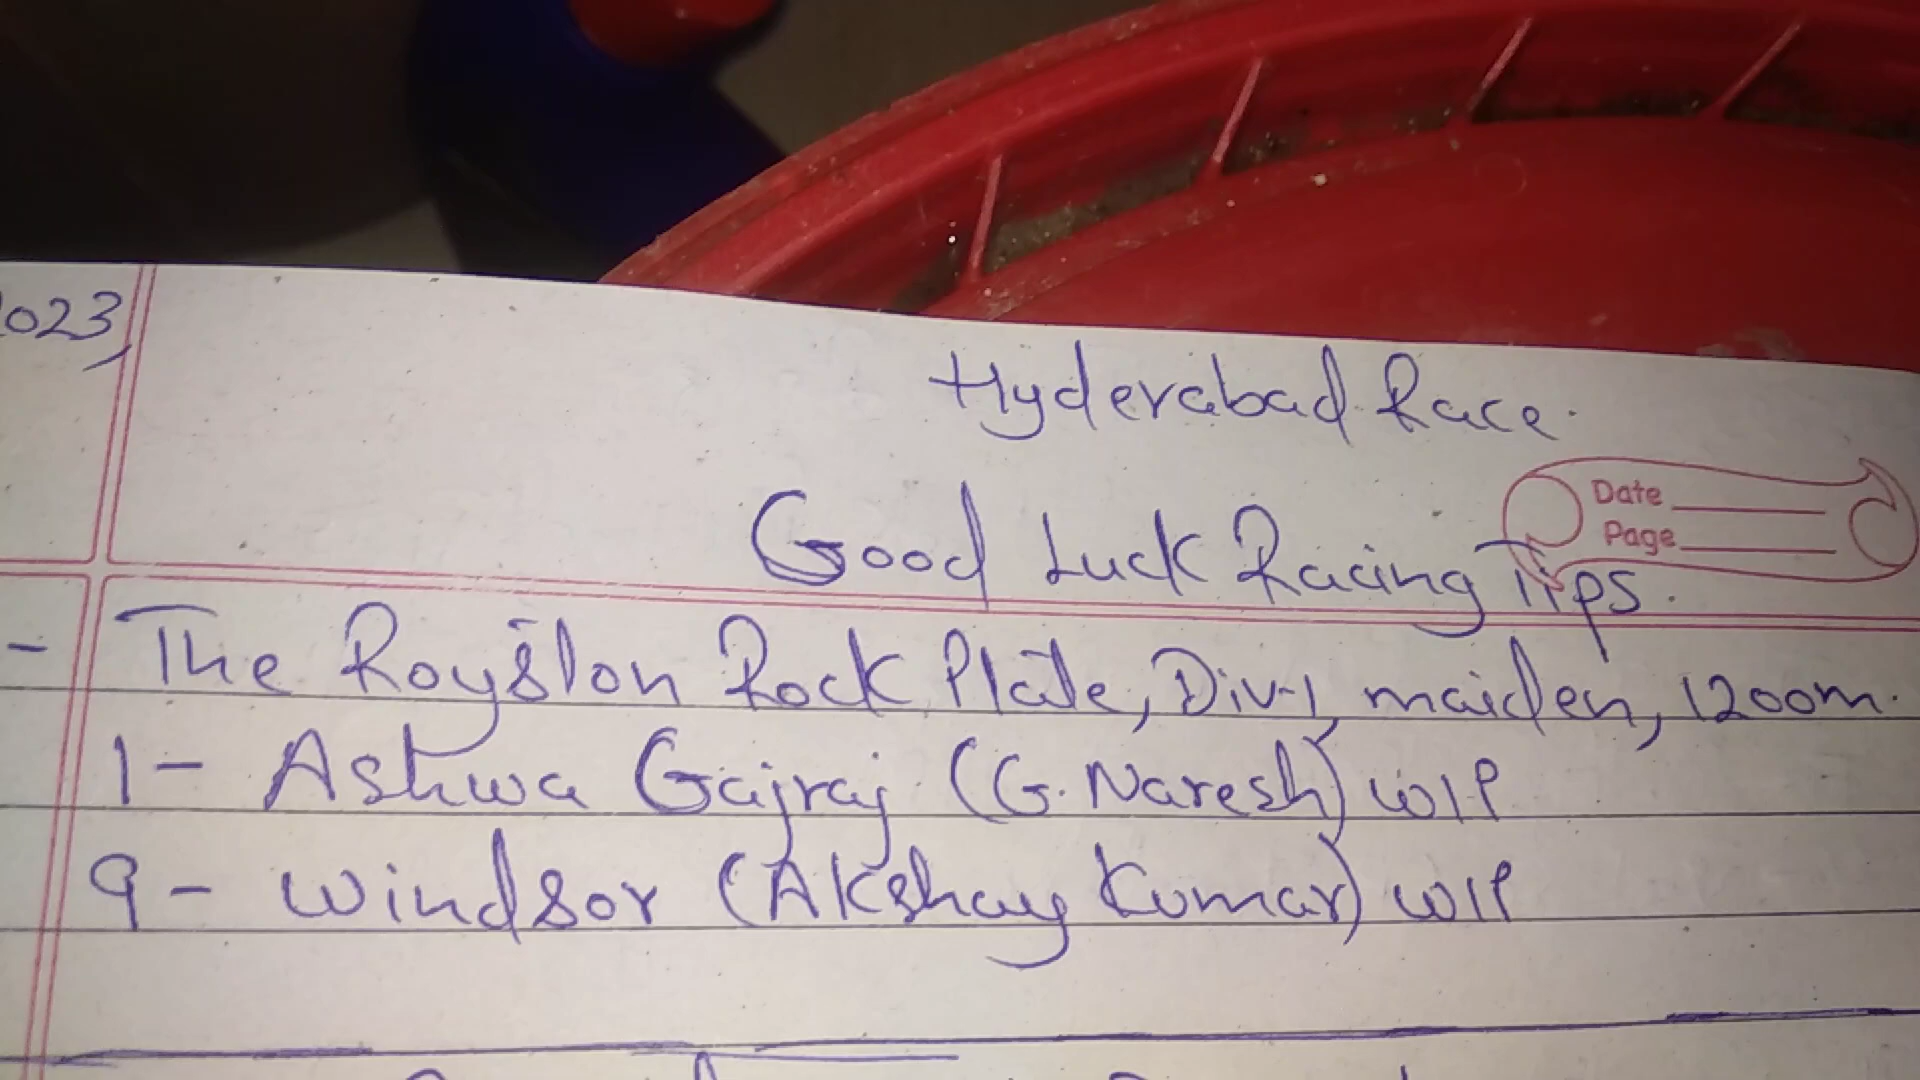 2023,
Hyderabad Race.
Date
Page
Good Luck Racing Tips.
- The Royston Rock Plate, Div-1, maiden, 1200m.
1- Ashwa Gajraj (G. Naresh) W/P
9- Windsor (Akshay Kumar) W/P